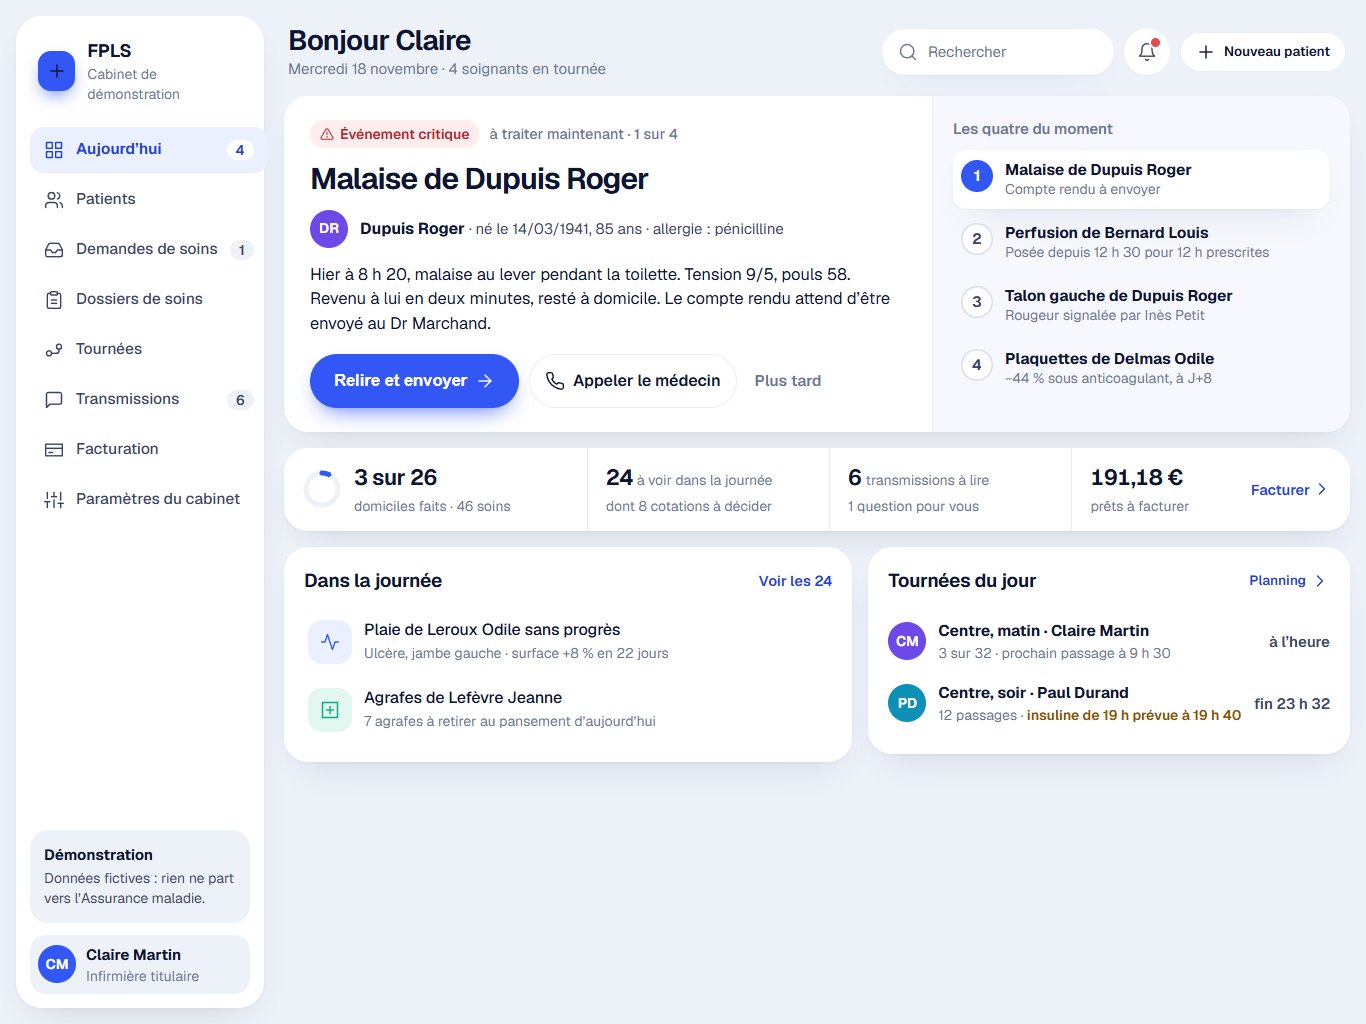 FPLS
Cabinet de
démonstration
Aujourd’hui 4
Patients
Demandes de soins 1
Dossiers de soins
Tournées
Transmissions 6
Facturation
Paramètres du cabinet
Démonstration
Données fictives : rien ne part
vers l’Assurance maladie.
CM
Claire Martin
Infirmière titulaire
Bonjour Claire
Mercredi 18 novembre · 4 soignants en tournée
Rechercher
Nouveau patient
Événement critique à traiter maintenant · 1 sur 4
Malaise de Dupuis Roger
DR Dupuis Roger · né le 14/03/1941, 85 ans · allergie : pénicilline
Hier à 8 h 20, malaise au lever pendant la toilette. Tension 9/5, pouls 58.
Revenu à lui en deux minutes, resté à domicile. Le compte rendu attend d’être
envoyé au Dr Marchand.
Relire et envoyer Appeler le médecin Plus tard
Les quatre du moment
1 Malaise de Dupuis Roger
Compte rendu à envoyer
2 Perfusion de Bernard Louis
Posée depuis 12 h 30 pour 12 h prescrites
3 Talon gauche de Dupuis Roger
Rougeur signalée par Inès Petit
4 Plaquettes de Delmas Odile
−44 % sous anticoagulant, à J+8
3 sur 26
domiciles faits · 46 soins
24 à voir dans la journée
dont 8 cotations à décider
6 transmissions à lire
1 question pour vous
191,18 €
prêts à facturer
Facturer
Dans la journée Voir les 24
Plaie de Leroux Odile sans progrès
Ulcère, jambe gauche · surface +8 % en 22 jours
Agrafes de Lefèvre Jeanne
7 agrafes à retirer au pansement d’aujourd’hui
Tournées du jour Planning
CM Centre, matin · Claire Martin
3 sur 32 · prochain passage à 9 h 30
à l’heure
PD Centre, soir · Paul Durand
12 passages · insuline de 19 h prévue à 19 h 40
fin 23 h 32